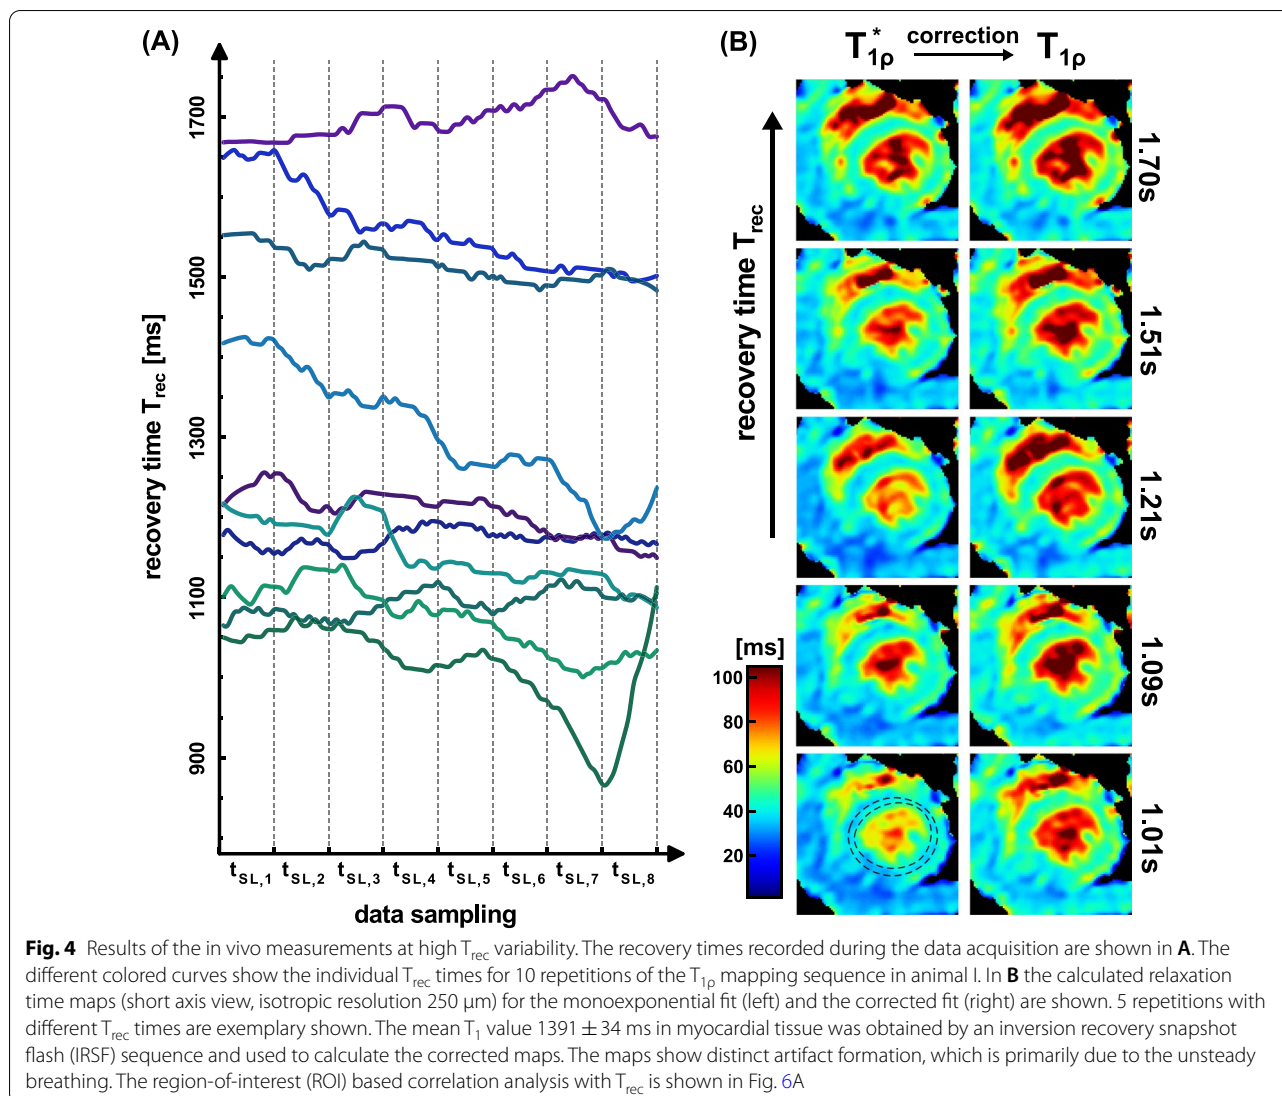 (A)
1700
1500
1300
1100
900
recovery time T_rec [ms]
t_SL,1 t_SL,2 t_SL,3 t_SL,4 t_SL,5 t_SL,6 t_SL,7 t_SL,8
data sampling
(B)
T*_1ρ correction T_1ρ
recovery time T_rec
1.70s
1.51s
1.21s
1.09s
1.01s
[ms]
100
80
60
40
20
Fig. 4 Results of the in vivo measurements at high T_rec variability. The recovery times recorded during the data acquisition are shown in A. The
different colored curves show the individual T_rec times for 10 repetitions of the T_1ρ mapping sequence in animal I. In B the calculated relaxation
time maps (short axis view, isotropic resolution 250 µm) for the monoexponential fit (left) and the corrected fit (right) are shown. 5 repetitions with
different T_rec times are exemplary shown. The mean T_1 value 1391 ± 34 ms in myocardial tissue was obtained by an inversion recovery snapshot
flash (IRSF) sequence and used to calculate the corrected maps. The maps show distinct artifact formation, which is primarily due to the unsteady
breathing. The region-of-interest (ROI) based correlation analysis with T_rec is shown in Fig. 6A